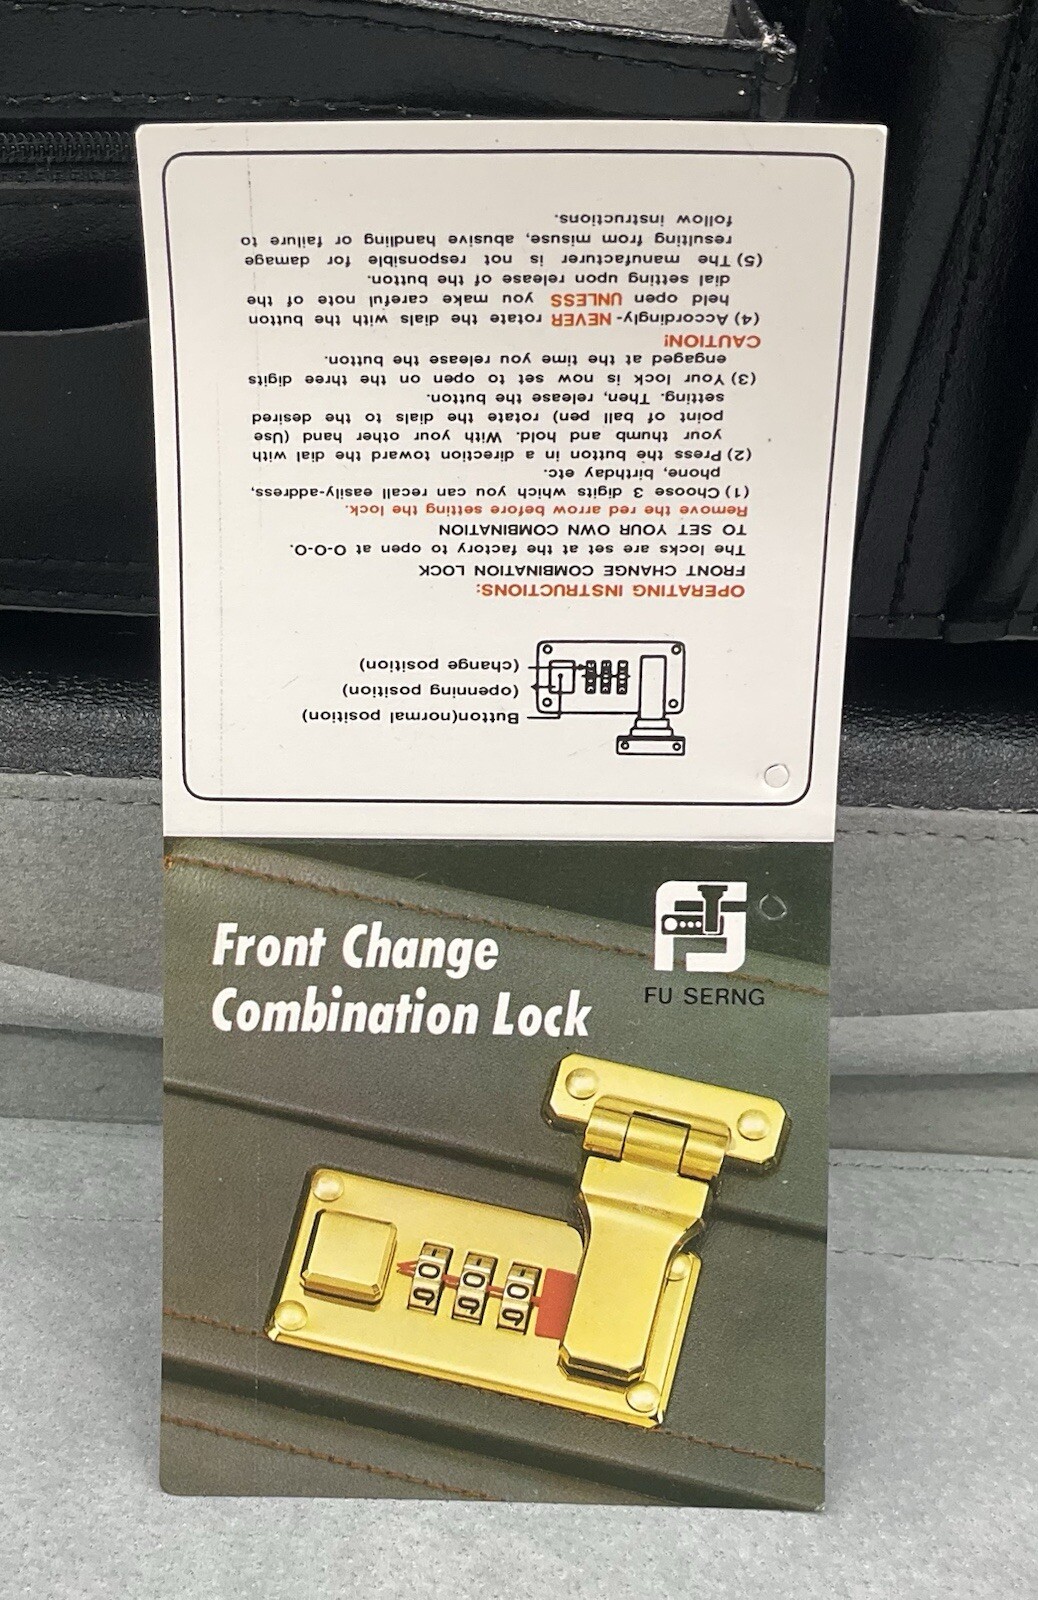 Front Change
Combination Lock
FU SERNG
Button(normal position)
(openning position)
(change position)
OPERATING INSTRUCTIONS:
FRONT CHANGE COMBINATION LOCK
The locks are set at the factory to open at O-O-O.
TO SET YOUR OWN COMBINATION
Remove the red arrow before setting the lock.
(1) Choose 3 digits which you can recall easily-address,
phone, birthday etc.
(2) Press the button in a direction toward the dial with
your thumb and hold. With your other hand (Use
point of ball pen) rotate the dials to the desired
setting. Then, release the button.
(3) Your lock is now set to open on the three digits
engaged at the time you release the button.
CAUTION!
(4) Accordingly- NEVER rotate the dials with the button
held open UNLESS you make careful note of the
dial setting upon release of the button.
(5) The manufacturer is not responsible for damage
resulting from misuse, abusive handling or failure to
follow instructions.